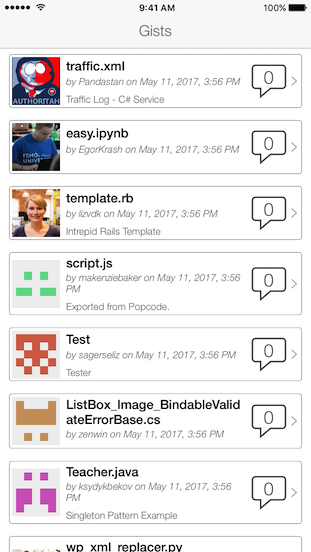 9:41 AM 100%
Gists
traffic.xml
by Pandastan on May 11, 2017, 3:56 PM
Traffic Log - C# Service
0
AUTHORITAH
easy.ipynb
by EgorKrash on May 11, 2017, 3:56 PM
0
template.rb
by lizvdk on May 11, 2017, 3:56 PM
Intrepid Rails Template
0
script.js
by makenziebaker on May 11, 2017, 3:56
PM
Exported from Popcode.
0
Test
by sagerseliz on May 11, 2017, 3:56 PM
Tester
0
ListBox_Image_BindableValid
ateErrorBase.cs
by zenwin on May 11, 2017, 3:56 PM
0
Teacher.java
by ksydykbekov on May 11, 2017, 3:56
PM
Singleton Pattern Example
0
wp_xml_replacer.py